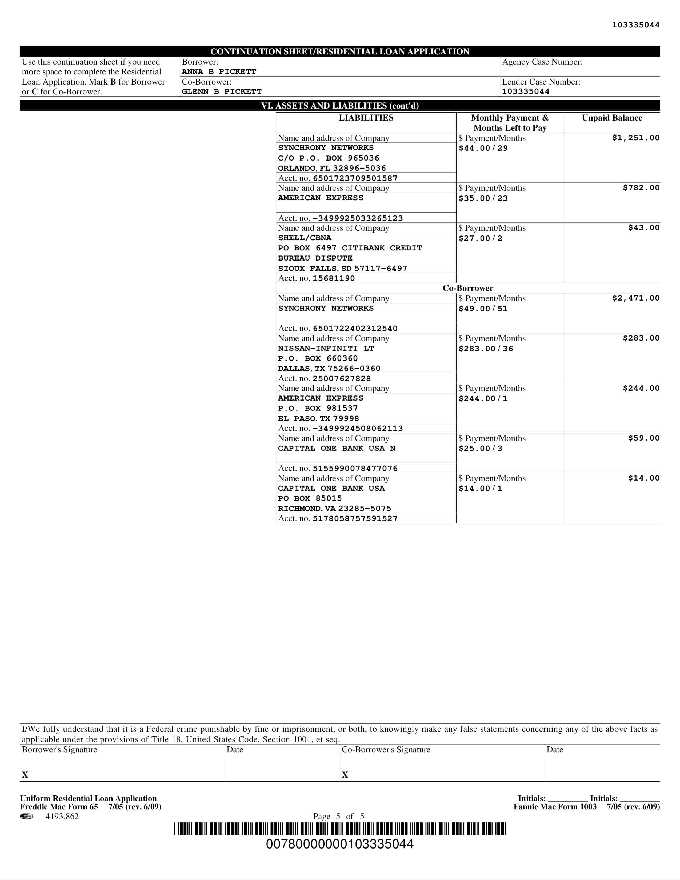 103335044
CONTINUATION SHEET/RESIDENTIAL LOAN APPLICATION
Use this continuation sheet if you need more space to complete the Residential Loan Application. Mark B for Borrower or C for Co-Borrower.
Borrower:
ANNA B PICKETT
Agency Case Number:
Co-Borrower:
GLENN B PICKETT
Lender Case Number:
103335044
VI. ASSETS AND LIABILITIES (cont'd)
LIABILITIES
Monthly Payment & Months Left to Pay
Unpaid Balance
Name and address of Company $ Payment/Months $1,251.00
SYNCHRONY NETWORKS $44.00/29
C/O P.O. BOX 965036
ORLANDO, FL 32896-5036
Acct. no. 6501723709501587
Name and address of Company $ Payment/Months $782.00
AMERICAN EXPRESS $35.00/23
Acct. no. -3499925033265123
Name and address of Company $ Payment/Months $43.00
SHELL/CBNA $27.00/2
PO BOX 6497 CITIBANK CREDIT
BUREAU DISPUTE
SIOUX FALLS, SD 57117-6497
Acct. no. 15681190
Co-Borrower
Name and address of Company $ Payment/Months $2,471.00
SYNCHRONY NETWORKS $49.00/51
Acct. no. 6501722402312540
Name and address of Company $ Payment/Months $283.00
NISSAN-INFINITI LT $283.00/36
P.O. BOX 660360
DALLAS, TX 75266-0360
Acct. no. 25007627828
Name and address of Company $ Payment/Months $244.00
AMERICAN EXPRESS $244.00/1
P.O. BOX 981537
EL PASO, TX 79998
Acct. no. -3499924508062113
Name and address of Company $ Payment/Months $59.00
CAPITAL ONE BANK USA N $25.00/3
Acct. no. 5155990078477076
Name and address of Company $ Payment/Months $14.00
CAPITAL ONE BANK USA $14.00/1
PO BOX 85015
RICHMOND, VA 23285-5075
Acct. no. 5178058757591527
I/We fully understand that it is a Federal crime punishable by fine or imprisonment, or both, to knowingly make any false statements concerning any of the above facts as
applicable under the provisions of Title 18, United States Code, Section 1001, et seq.
Borrower's Signature Date Co-Borrower's Signature Date
X X
Uniform Residential Loan Application Initials: Initials:
Freddie Mac Form 65 7/05 (rev. 6/09) Fannie Mac Form 1003 7/05 (rev. 6/09)
4193.862 Page 5 of 5
00780000000103335044